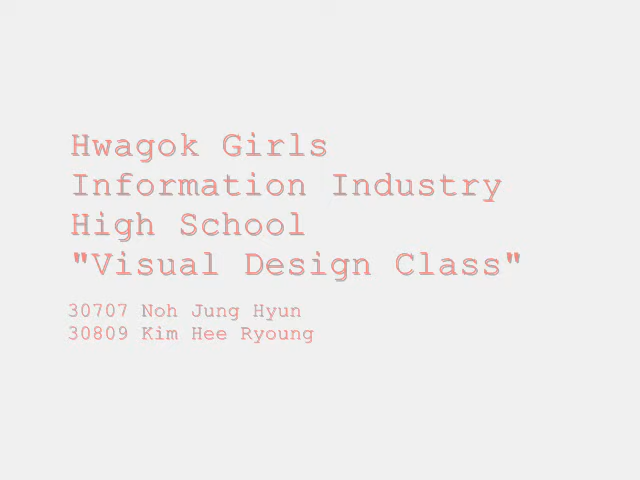 Hwagok Girls
Information Industry
High School
"Visual Design Class"
30707 Noh Jung Hyun
30809 Kim Hee Ryoung